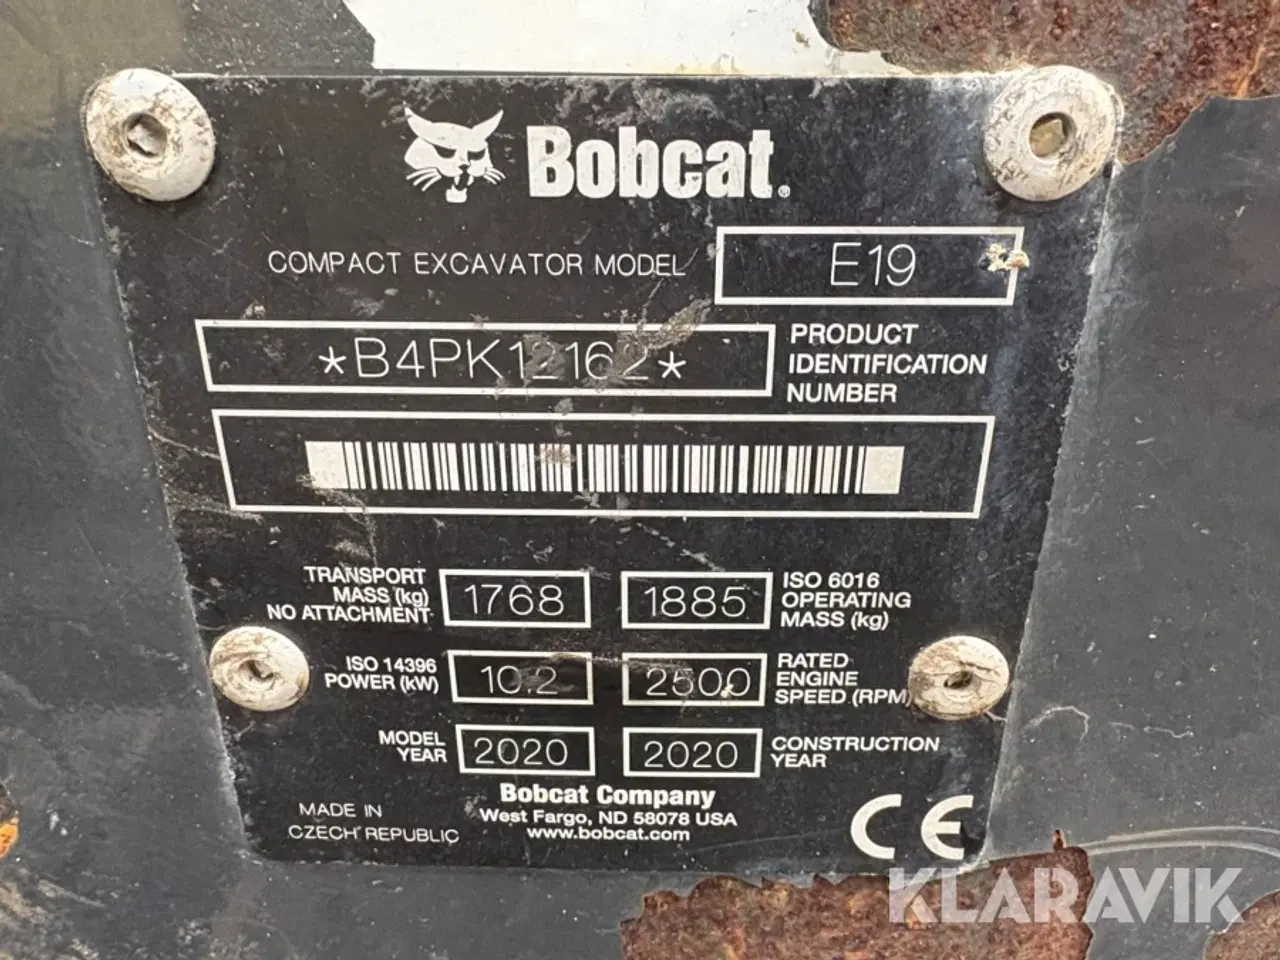 Bobcat®
COMPACT EXCAVATOR MODEL E19
*B4PK12162*
PRODUCT
IDENTIFICATION
NUMBER
TRANSPORT
MASS (kg)
NO ATTACHMENT
1768
1885
ISO 6016
OPERATING
MASS (kg)
ISO 14396
POWER (kW)
10.2
2500
RATED
ENGINE
SPEED (RPM)
MODEL
YEAR
2020
2020
CONSTRUCTION
YEAR
Bobcat Company
West Fargo, ND 58078 USA
www.bobcat.com
MADE IN
CZECH REPUBLIC
CE
KLARAVIK